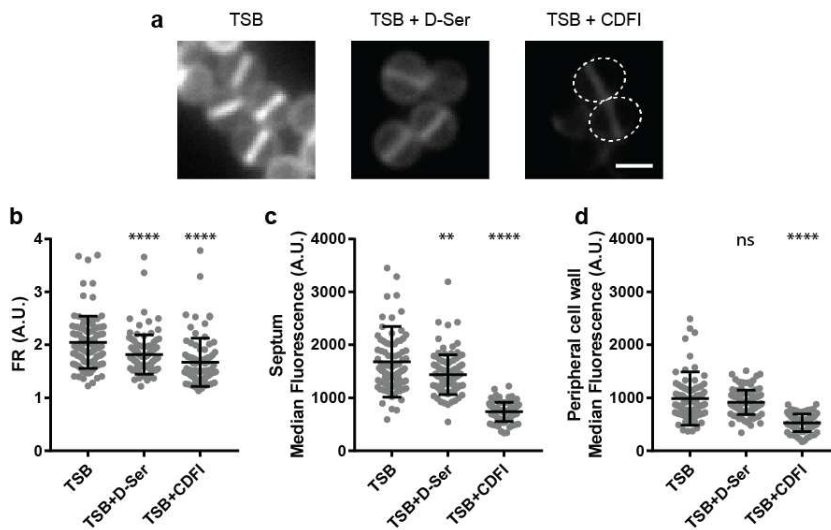 a
TSB
TSB + D-Ser
TSB + CDFI
b
FR (A.U.)
4
3
2
1
0
****
****
TSB
TSB+D-Ser
TSB+CDFI
c
Septum
Median Fluorescence (A.U.)
4000
3000
2000
1000
0
**
****
TSB
TSB+D-Ser
TSB+CDFI
d
Peripheral cell wall
Median Fluorescence (A.U.)
4000
3000
2000
1000
0
ns
****
TSB
TSB+D-Ser
TSB+CDFI